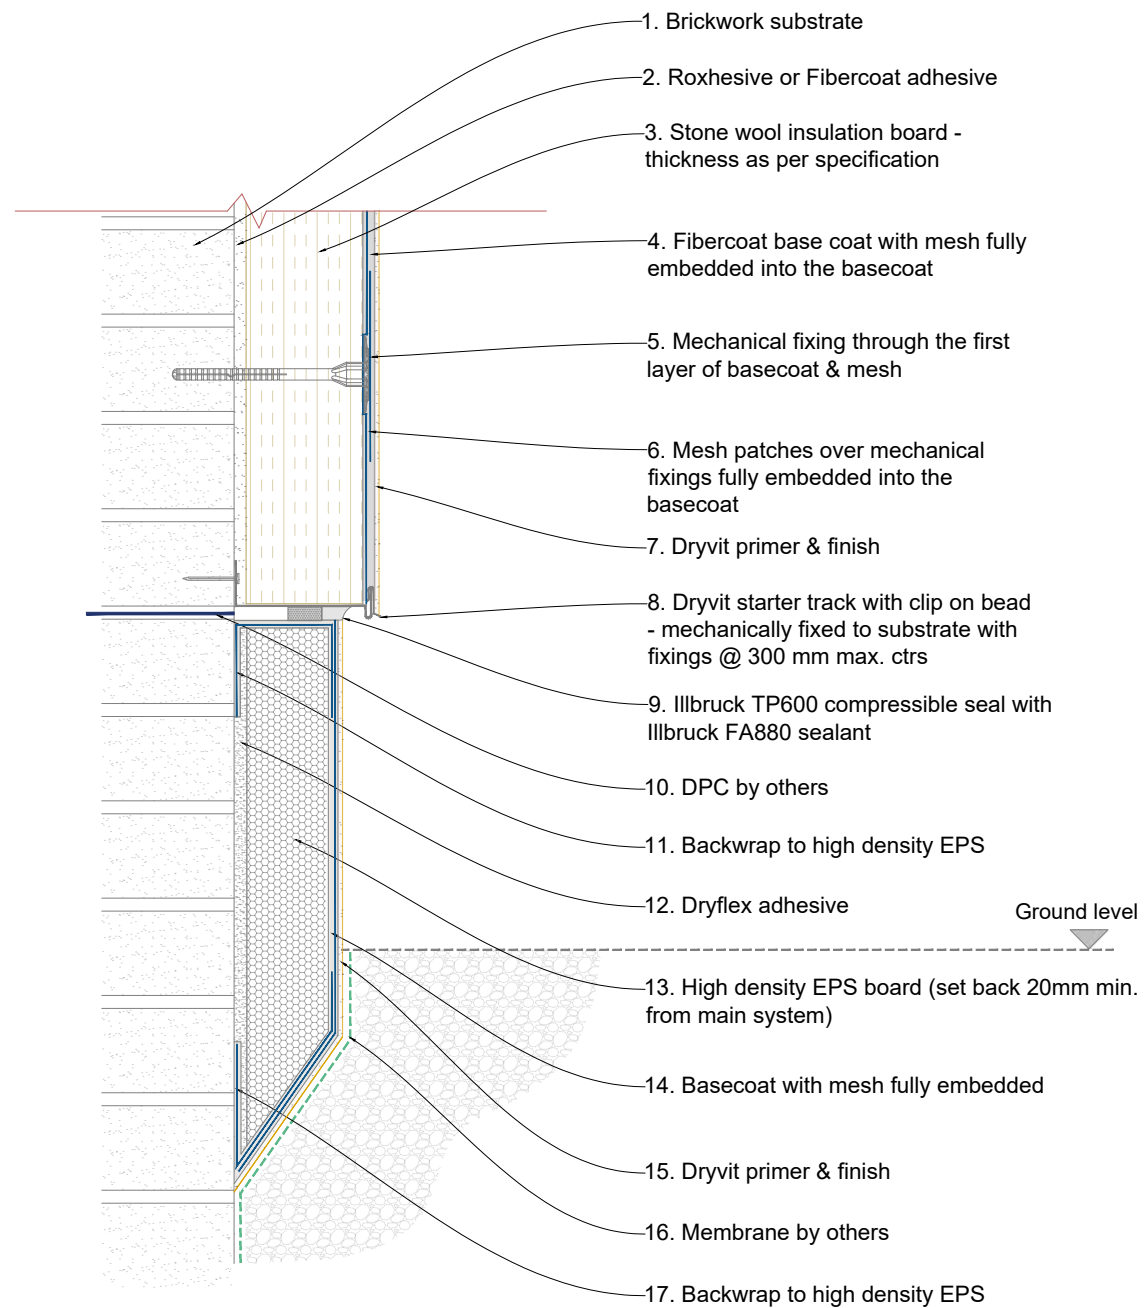 1. Brickwork substrate
2. Roxhesive or Fibercoat adhesive
3. Stone wool insulation board -
thickness as per specification
4. Fibercoat base coat with mesh fully
embedded into the basecoat
5. Mechanical fixing through the first
layer of basecoat & mesh
6. Mesh patches over mechanical
fixings fully embedded into the
basecoat
7. Dryvit primer & finish
8. Dryvit starter track with clip on bead
- mechanically fixed to substrate with
fixings @ 300 mm max. ctrs
9. Illbruck TP600 compressible seal with
Illbruck FA880 sealant
10. DPC by others
11. Backwrap to high density EPS
12. Dryflex adhesive
Ground level
13. High density EPS board (set back 20mm min.
from main system)
14. Basecoat with mesh fully embedded
15. Dryvit primer & finish
16. Membrane by others
17. Backwrap to high density EPS